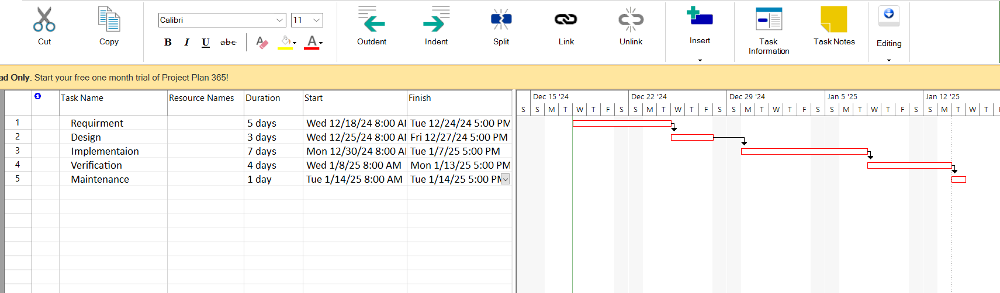 Calibri 11
B I U abc A A
Cut Copy Outdent Indent Split Link Unlink Insert Task Information Task Notes Editing
ad Only. Start your free one month trial of Project Plan 365!
Task Name Resource Names Duration Start Finish
Dec 15 '24 Dec 22 '24 Dec 29 '24 Jan 5 '25 Jan 12 '25
S S M T W T F S S M T W T F S S M T W T F S S M T W T F S S M T W T
1 Requirment 5 days Wed 12/18/24 8:00 AM Tue 12/24/24 5:00 PM
2 Design 3 days Wed 12/25/24 8:00 AM Fri 12/27/24 5:00 PM
3 Implementaion 7 days Mon 12/30/24 8:00 AM Tue 1/7/25 5:00 PM
4 Verification 4 days Wed 1/8/25 8:00 AM Mon 1/13/25 5:00 PM
5 Maintenance 1 day Tue 1/14/25 8:00 AM Tue 1/14/25 5:00 PM